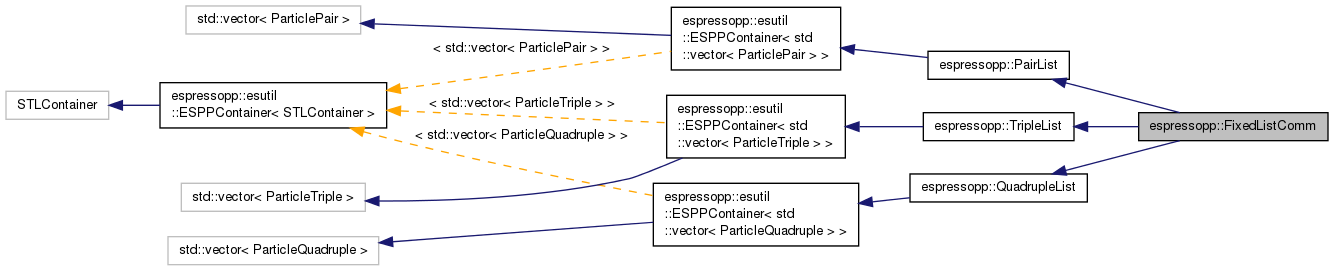 std::vector< ParticlePair >
espressopp::esutil
::ESPPContainer< std
::vector< ParticlePair > >
< std::vector< ParticlePair > >
espressopp::PairList
STLContainer
espressopp::esutil
::ESPPContainer< STLContainer >
< std::vector< ParticleTriple > >
espressopp::esutil
::ESPPContainer< std
::vector< ParticleTriple > >
espressopp::TripleList
espressopp::FixedListComm
< std::vector< ParticleQuadruple > >
std::vector< ParticleTriple >
espressopp::esutil
::ESPPContainer< std
::vector< ParticleQuadruple > >
espressopp::QuadrupleList
std::vector< ParticleQuadruple >